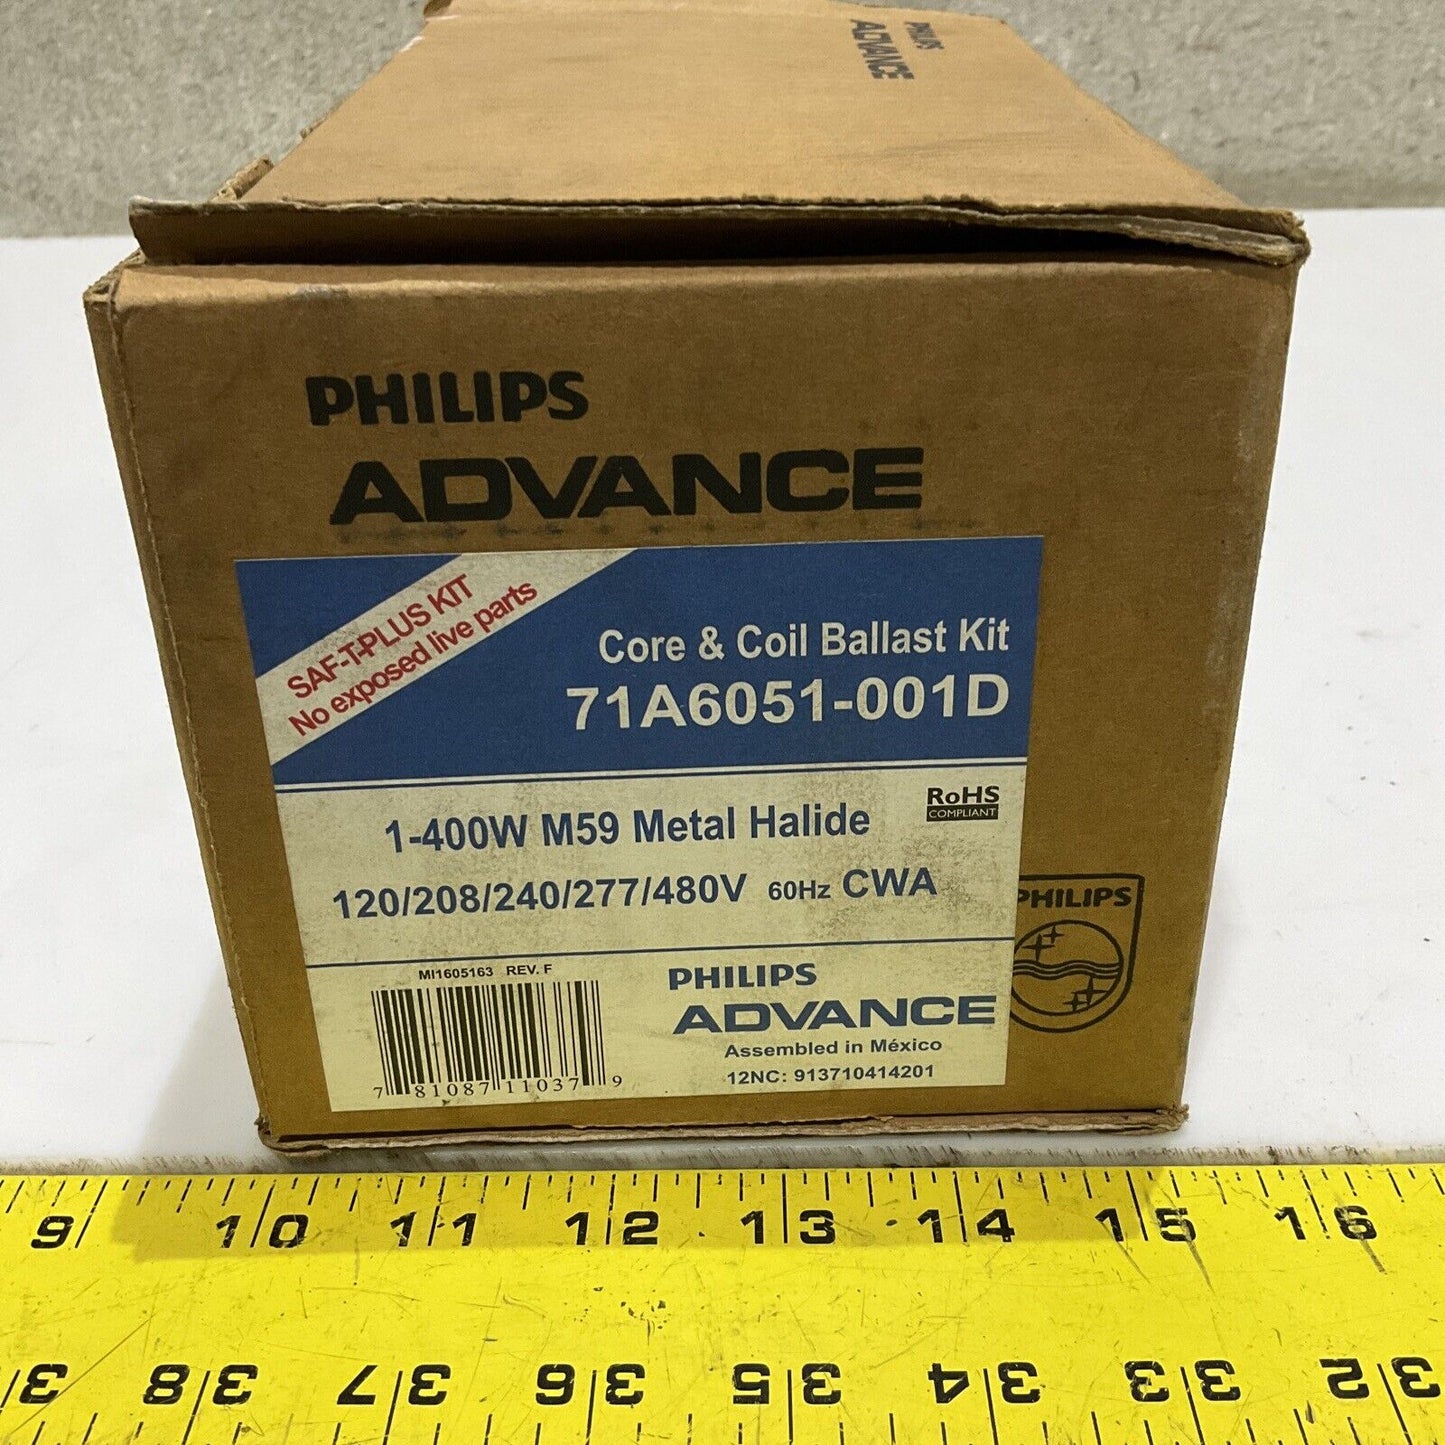 PHILIPS
ADVANCE
PHILIPS
ADVANCE
SAF-T-PLUS KIT
No exposed live parts
Core & Coil Ballast Kit
71A6051-001D
1-400W M59 Metal Halide
RoHS
COMPLIANT
120/208/240/277/480V 60Hz CWA
PHILIPS
MI1605163 REV. F
7 81087 11037 9
PHILIPS
ADVANCE
Assembled in México
12NC: 913710414201
9 10 11 12 13 14 15 16
38 37 36 35 34 33 32